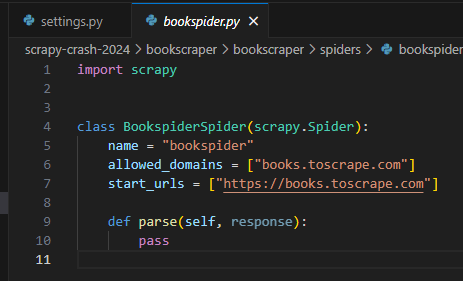 settings.py
bookspider.py
scrapy-crash-2024 > bookscraper > bookscraper > spiders > bookspider
1 import scrapy
2
3
4 class BookspiderSpider(scrapy.Spider):
5     name = "bookspider"
6     allowed_domains = ["books.toscrape.com"]
7     start_urls = ["https://books.toscrape.com"]
8
9     def parse(self, response):
10         pass
11